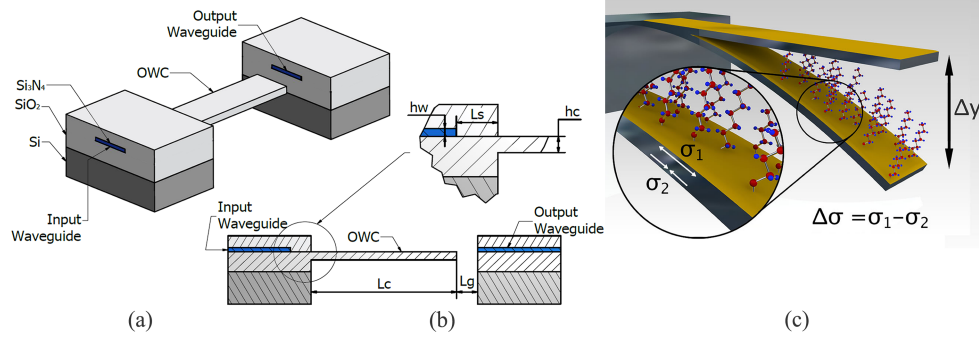 Output
Waveguide
OWC
Si₃N₄
SiO₂
Si
Input
Waveguide
(a)
hw
Ls
hc
Input
Waveguide
OWC
Output
Waveguide
Lc
Lg
(b)
σ₁
σ₂
Δy
Δσ =σ₁-σ₂
(c)